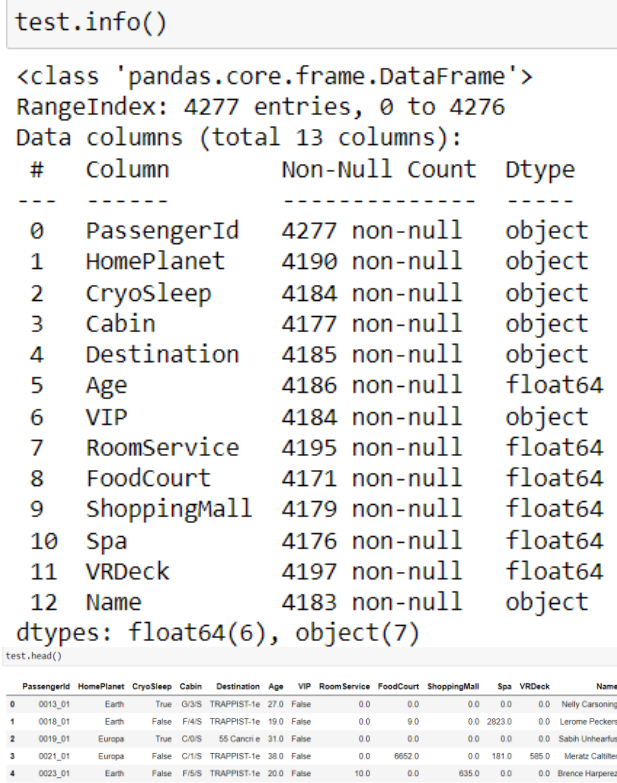 test.info()
<class 'pandas.core.frame.DataFrame'>
RangeIndex: 4277 entries, 0 to 4276
Data columns (total 13 columns):
# Column Non-Null Count Dtype
--- ------ -------------- -----
0 PassengerId 4277 non-null object
1 HomePlanet 4190 non-null object
2 CryoSleep 4184 non-null object
3 Cabin 4177 non-null object
4 Destination 4185 non-null object
5 Age 4186 non-null float64
6 VIP 4184 non-null object
7 RoomService 4195 non-null float64
8 FoodCourt 4171 non-null float64
9 ShoppingMall 4179 non-null float64
10 Spa 4176 non-null float64
11 VRDeck 4197 non-null float64
12 Name 4183 non-null object
dtypes: float64(6), object(7)
test.head()
PassengerId HomePlanet CryoSleep Cabin Destination Age VIP RoomService FoodCourt ShoppingMall Spa VRDeck Name
0 0013_01 Earth True G/3/S TRAPPIST-1e 27.0 False 0.0 0.0 0.0 0.0 0.0 Nelly Carsoning
1 0018_01 Earth False F/4/S TRAPPIST-1e 19.0 False 0.0 9.0 0.0 2823.0 0.0 Lerome Peckers
2 0019_01 Europa True C/0/S 55 Cancri e 31.0 False 0.0 0.0 0.0 0.0 0.0 Sabih Unhearfus
3 0021_01 Europa False C/1/S TRAPPIST-1e 38.0 False 0.0 6652.0 0.0 181.0 585.0 Meratz Caltilter
4 0023_01 Earth False F/5/S TRAPPIST-1e 20.0 False 10.0 0.0 635.0 0.0 0.0 Brence Harperez